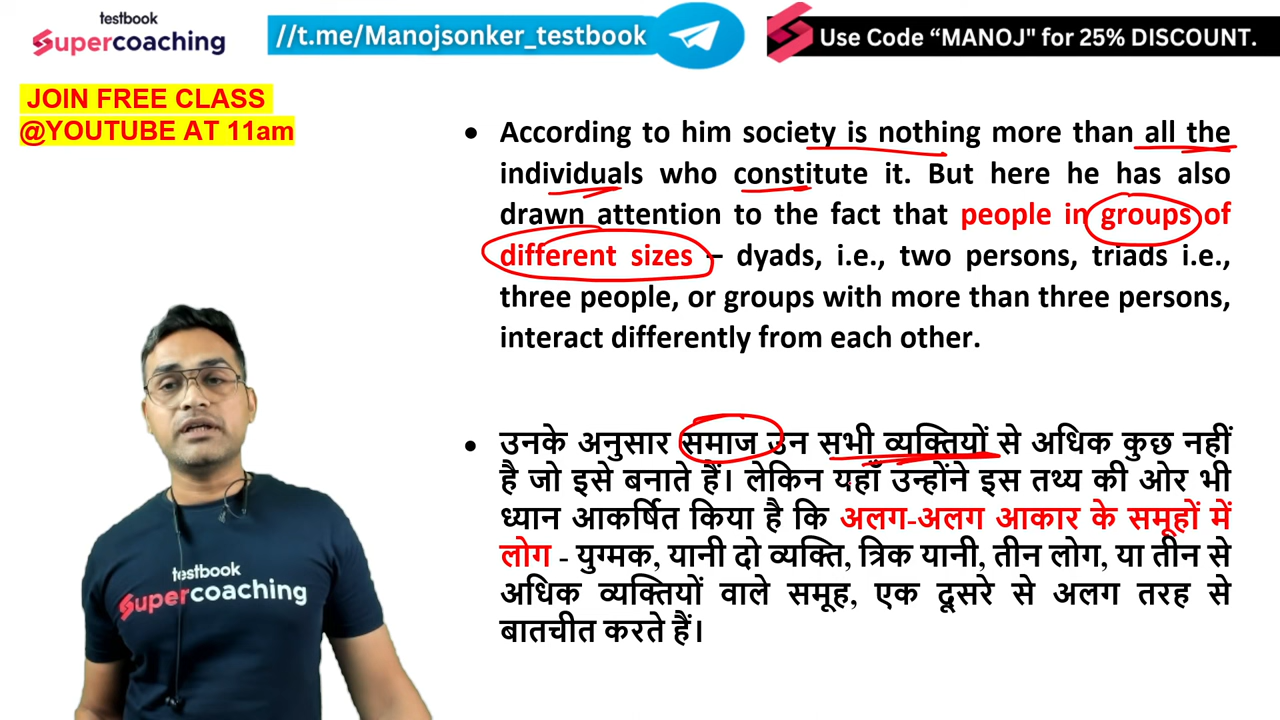 testbook
Supercoaching
//t.me/Manojsonker_testbook
Use Code “MANOJ" for 25% DISCOUNT.
JOIN FREE CLASS
@YOUTUBE AT 11am
• According to him society is nothing more than all the
individuals who constitute it. But here he has also
drawn attention to the fact that people in groups of
different sizes – dyads, i.e., two persons, triads i.e.,
three people, or groups with more than three persons,
interact differently from each other.
• उनके अनुसार समाज उन सभी व्यक्तियों से अधिक कुछ नहीं
है जो इसे बनाते हैं। लेकिन यहाँ उन्होंने इस तथ्य की ओर भी
ध्यान आकर्षित किया है कि अलग-अलग आकार के समूहों में
लोग - युग्मक, यानी दो व्यक्ति, त्रिक यानी, तीन लोग, या तीन से
अधिक व्यक्तियों वाले समूह, एक दूसरे से अलग तरह से
बातचीत करते हैं।
testbook
Supercoaching